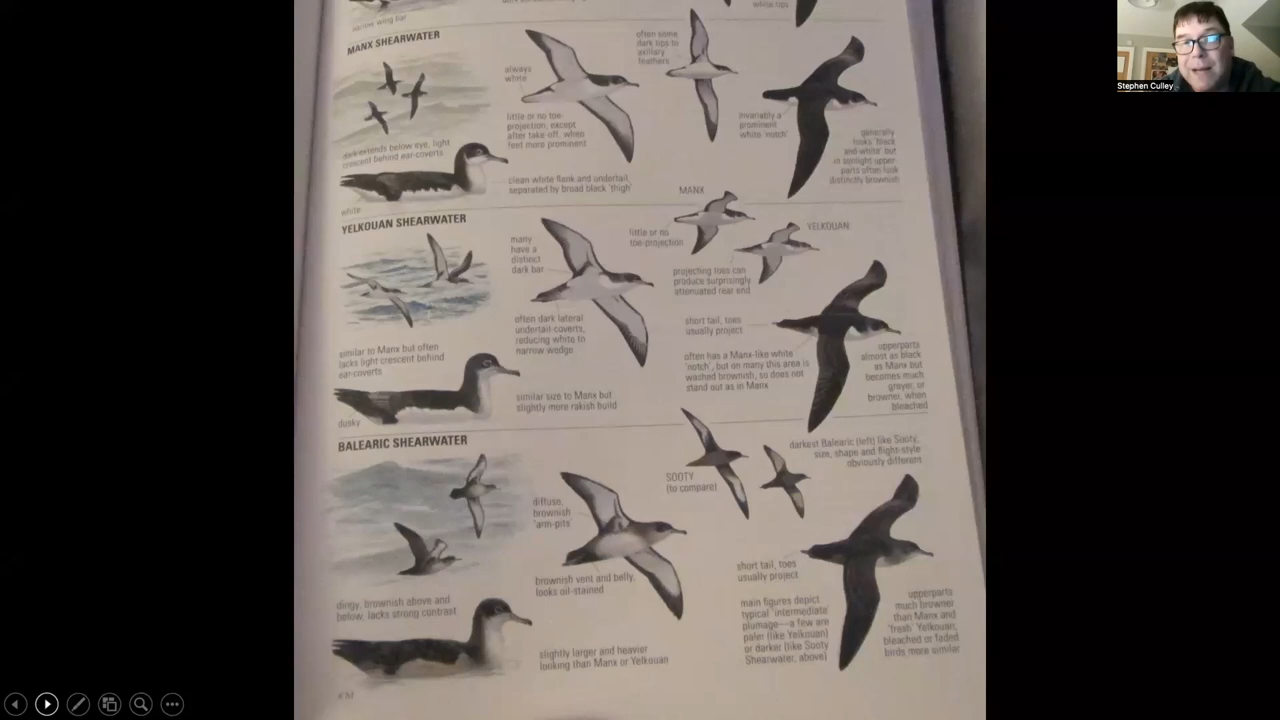 narrow wing bar
white tips
MANX SHEARWATER
often some
dark tips to
axillary
feathers
always
white
little or no toe
projection, except
after take-off, when
feet more prominent
invariably a
prominent
white 'notch'
generally
looks 'black
and-white' but
in sunlight upper-
parts often look
distinctly brownish
dark extends below eye, light
crescent behind ear-coverts
clean white flank and undertail,
separated by broad black 'thigh'
white
MANX
YELKOUAN SHEARWATER
YELKOUAN
many
have a
distinct
dark bar
little or no
toe-projection
projecting toes can
produce surprisingly
attenuated rear end
often dark lateral
undertail-coverts,
reducing white to
narrow wedge
short tail, toes
usually project
similar to Manx but often
lacks light crescent behind
ear-coverts
often has a Manx-like white
'notch', but on many this area is
washed brownish, so does not
stand out as in Manx
upperparts
almost as black
as Manx but
becomes much
greyer, or
browner, when
bleached
similar size to Manx but
slightly more rakish build
dusky
BALEARIC SHEARWATER
darkest Balearic (left) like Sooty,
size, shape and flight-style
obviously different
SOOTY
(to compare)
diffuse,
brownish
'arm-pits'
brownish vent and belly,
looks oil-stained
short tail, toes
usually project
dingy, brownish above and
below, lacks strong contrast
main figures depict
typical 'intermediate'
plumage—a few are
paler (like Yelkouan)
or darker (like Sooty
Shearwater, above)
upperparts
much browner
than Manx and
'fresh' Yelkouan,
bleached or faded
birds more similar
slightly larger and heavier
looking than Manx or Yelkouan
Stephen Culley